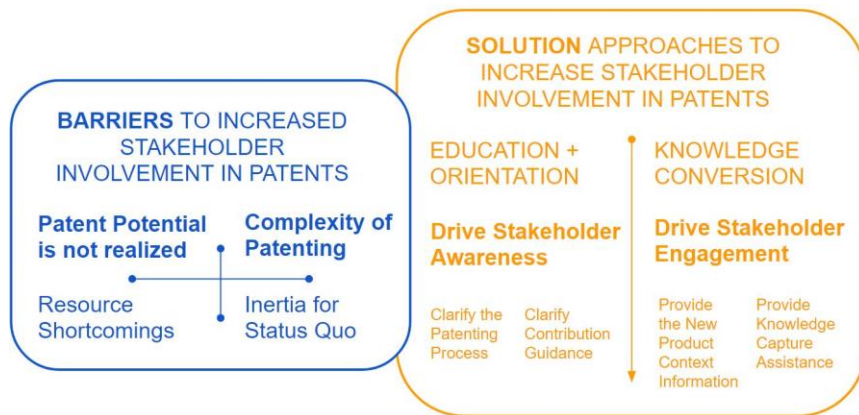 BARRIERS TO INCREASED
STAKEHOLDER
INVOLVEMENT IN PATENTS
Patent Potential
is not realized
Complexity of
Patenting
Resource
Shortcomings
Inertia for
Status Quo
SOLUTION APPROACHES TO
INCREASE STAKEHOLDER
INVOLVEMENT IN PATENTS
EDUCATION +
ORIENTATION
Drive Stakeholder
Awareness
Clarify the
Patenting
Process
Clarify
Contribution
Guidance
KNOWLEDGE
CONVERSION
Drive Stakeholder
Engagement
Provide
the New
Product
Context
Information
Provide
Knowledge
Capture
Assistance